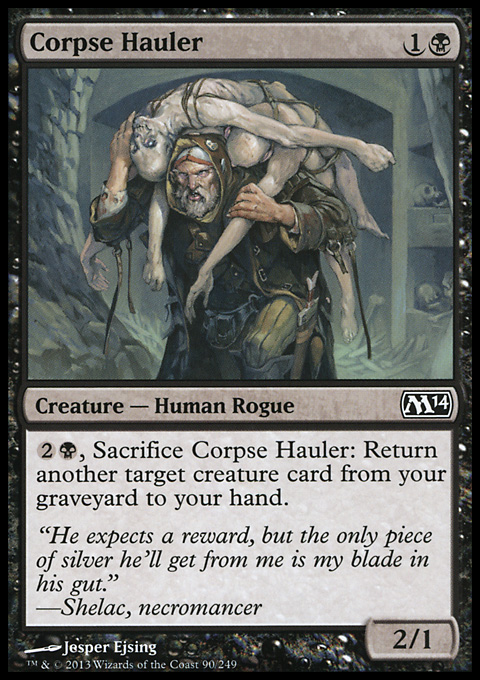 Corpse Hauler 1
Creature — Human Rogue M14
2, Sacrifice Corpse Hauler: Return
another target creature card from your
graveyard to your hand.
“He expects a reward, but the only piece
of silver he’ll get from me is my blade in
his gut.”
—Shelac, necromancer
Jesper Ejsing
™ & © 2013 Wizards of the Coast 90/249
2/1